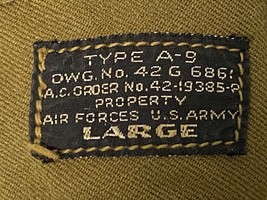 TYPE A-9
DWG. No. 42 G 6861
A.C. ORDER No. 42-19385-P
PROPERTY
AIR FORCES U.S. ARMY
LARGE